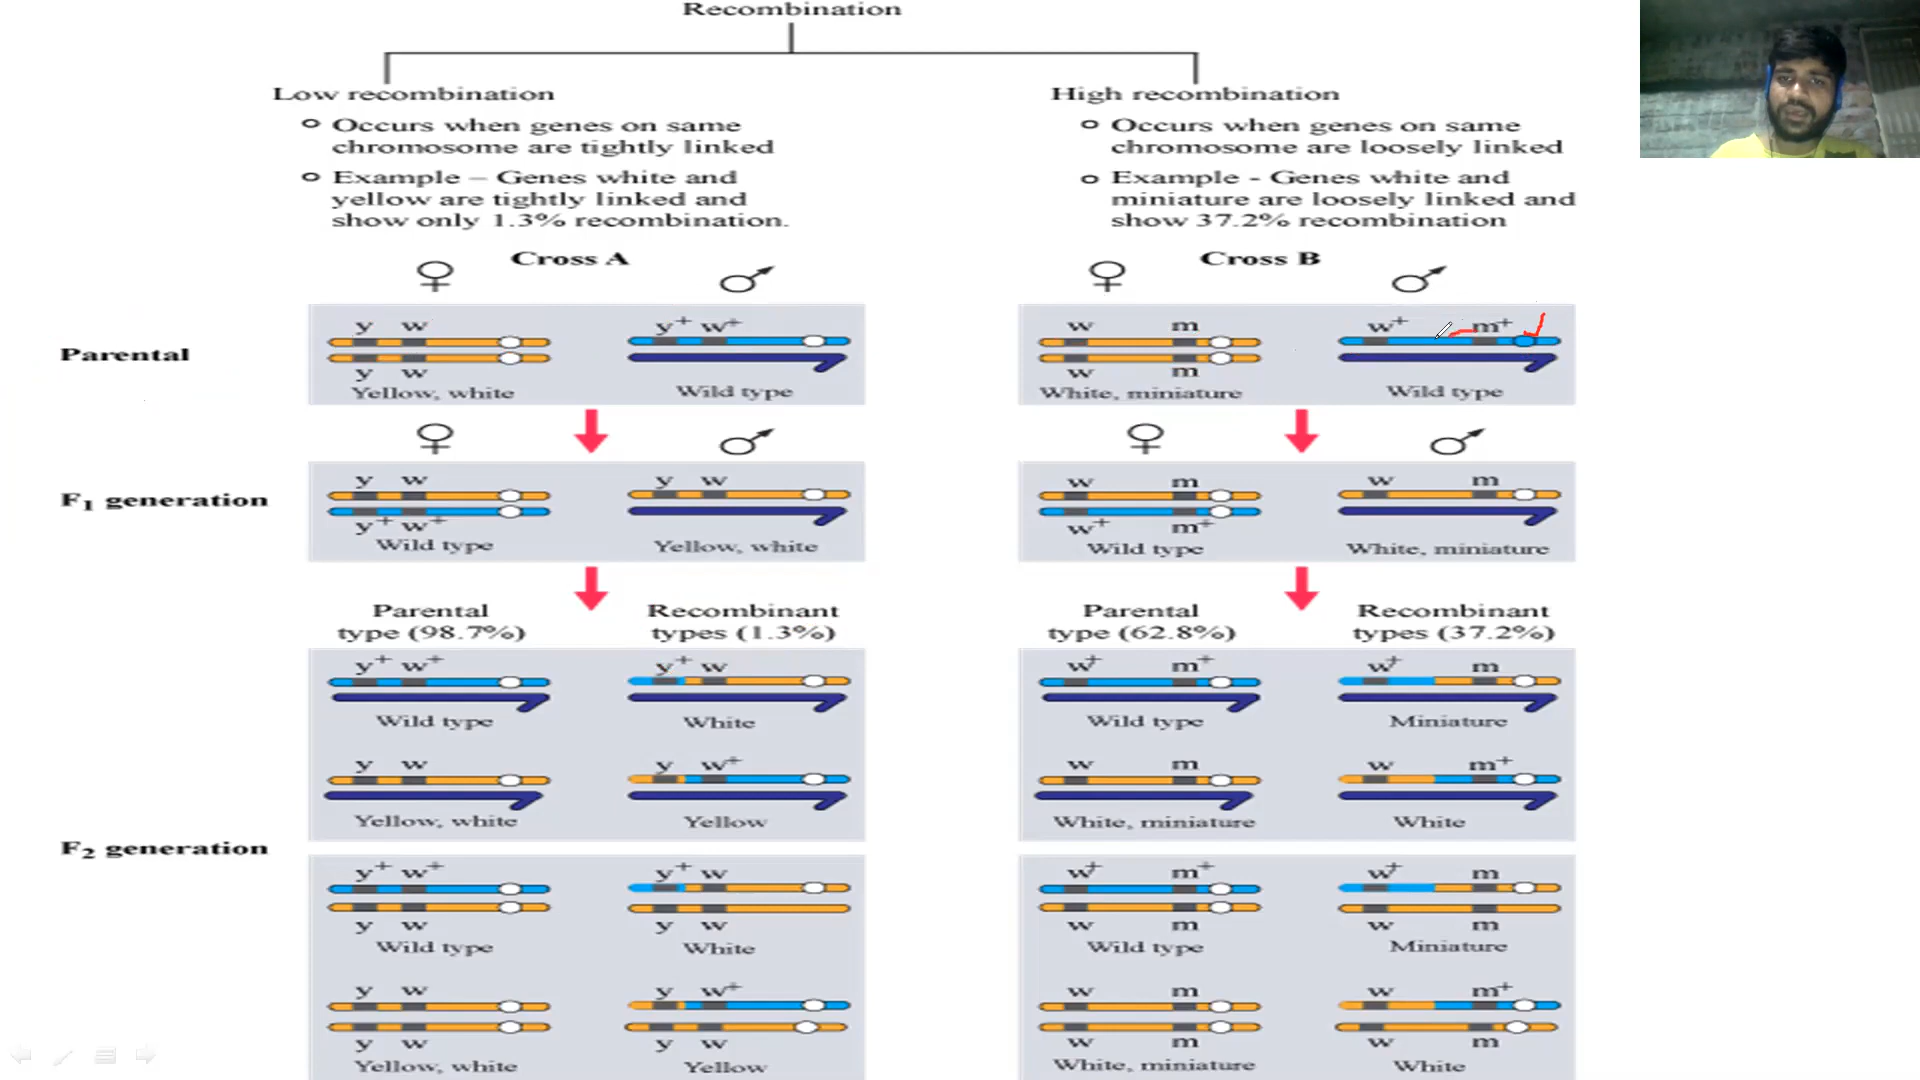 Recombination
Low recombination
Occurs when genes on same
chromosome are tightly linked
Example – Genes white and
yellow are tightly linked and
show only 1.3% recombination.
High recombination
Occurs when genes on same
chromosome are loosely linked
Example - Genes white and
miniature are loosely linked and
show 37.2% recombination
Cross A
Cross B
♀ ♂
♀ ♂
Parental
y w
y w
Yellow, white
y+ w+
Wild type
w m
w m
White, miniature
w+ m+
Wild type
♀ ♂
♀ ♂
F1 generation
y w
y+ w+
Wild type
y w
Yellow, white
w m
w+ m+
Wild type
w m
White, miniature
Parental
type (98.7%)
Recombinant
types (1.3%)
Parental
type (62.8%)
Recombinant
types (37.2%)
F2 generation
y+ w+
Wild type
y+ w
White
w+ m+
Wild type
w+ m
Miniature
y w
Yellow, white
y w+
Yellow
w m
White, miniature
w m+
White
y+ w+
y w
Wild type
y+ w
y w
White
w+ m+
w m
Wild type
w+ m
w m
Miniature
y w
y w
Yellow, white
y w+
y w
Yellow
w m
w m
White, miniature
w m+
w m
White